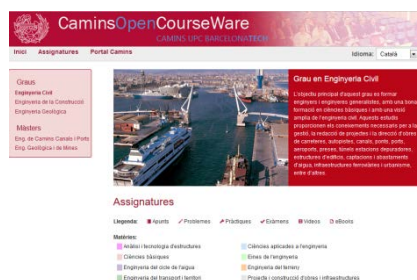 CaminsOpenCourseWare
CAMINS UPC BARCELONATECH
Inici Assignatures Portal Camins
Idioma: Català
Graus
Enginyeria Civil
Enginyeria de la Construcció
Enginyeria Geològica
Màsters
Eng. de Camins Canals i Ports
Eng. Geològica i de Mines
Grau en Enginyeria Civil
L'objectiu principal d'aquest grau es formar
enginyers i enginyeres generalistes, amb una bona
formació en ciències bàsiques i amb una visió
àmplia de l'enginyeria civil. Aquests estudis
proporcionen els coneixements necessaris per a la
gestió, la redacció de projectes i la direcció d'obres
de carreteres, autopistes, canals, ponts, ports,
aeroports, preses, túnels estacions depuradores,
estructures d'edificis, captacions i abastaments
d'aigua, infraestructures ferroviàries i urbanisme,
entre d'altres.
Assignatures
Llegenda: Apunts Problemes Pràctiques Exàmens Videos eBooks
Matèries:
Anàlisi i tecnologia d'estructures
Ciències aplicades a l'enginyeria
Ciències bàsiques
Eines de l'enginyeria
Enginyeria del cicle de l'aigua
Enginyeria del terreny
Enginyeria del transport i territori
Projecte i construcció d'obres i infraestructures